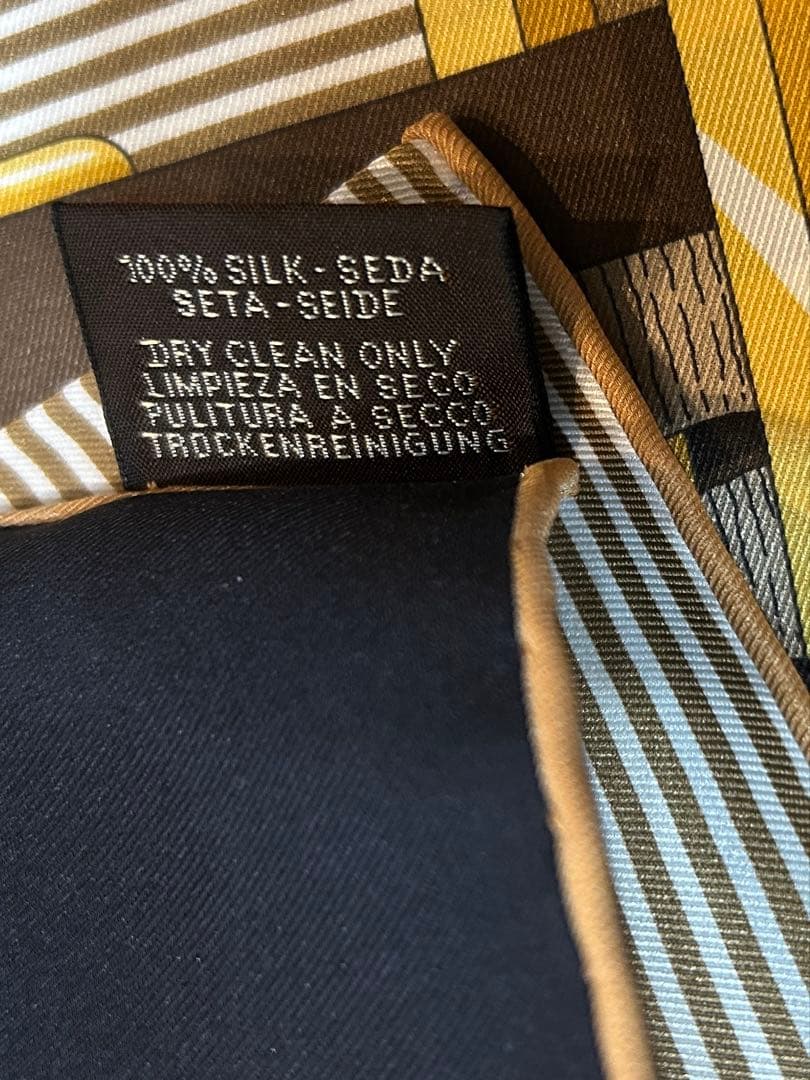 100% SILK - SEDA
SETA - SEIDE
DRY CLEAN ONLY
LIMPIEZA EN SECO
PULITURA A SECCO
TROCKENREINIGUNG